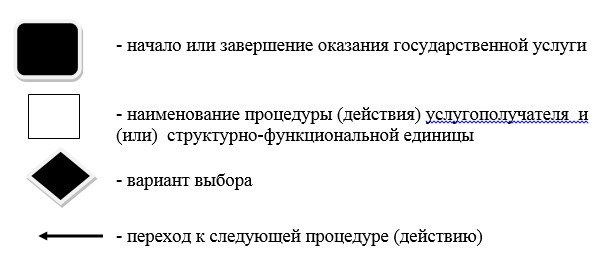 - начало или завершение оказания государственной услуги
- наименование процедуры (действия) услугополучателя и
(или) структурно-функциональной единицы
- вариант выбора
- переход к следующей процедуре (действию)